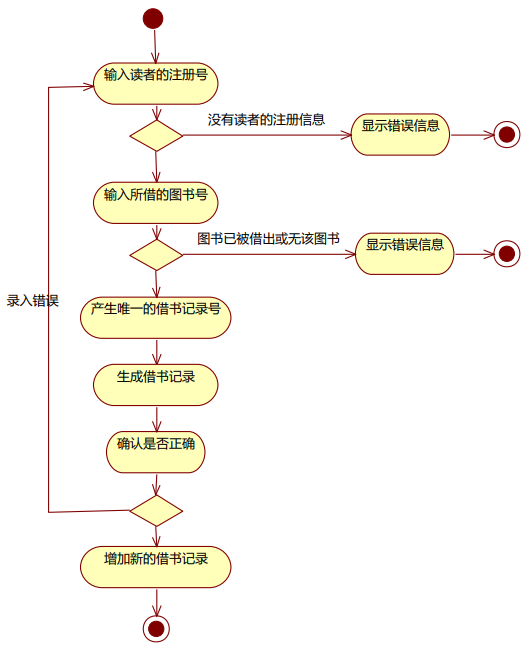 输入读者的注册号
没有读者的注册信息
显示错误信息
输入所借的图书号
图书已被借出或无该图书
显示错误信息
录入错误
产生唯一的借书记录号
生成借书记录
确认是否正确
增加新的借书记录